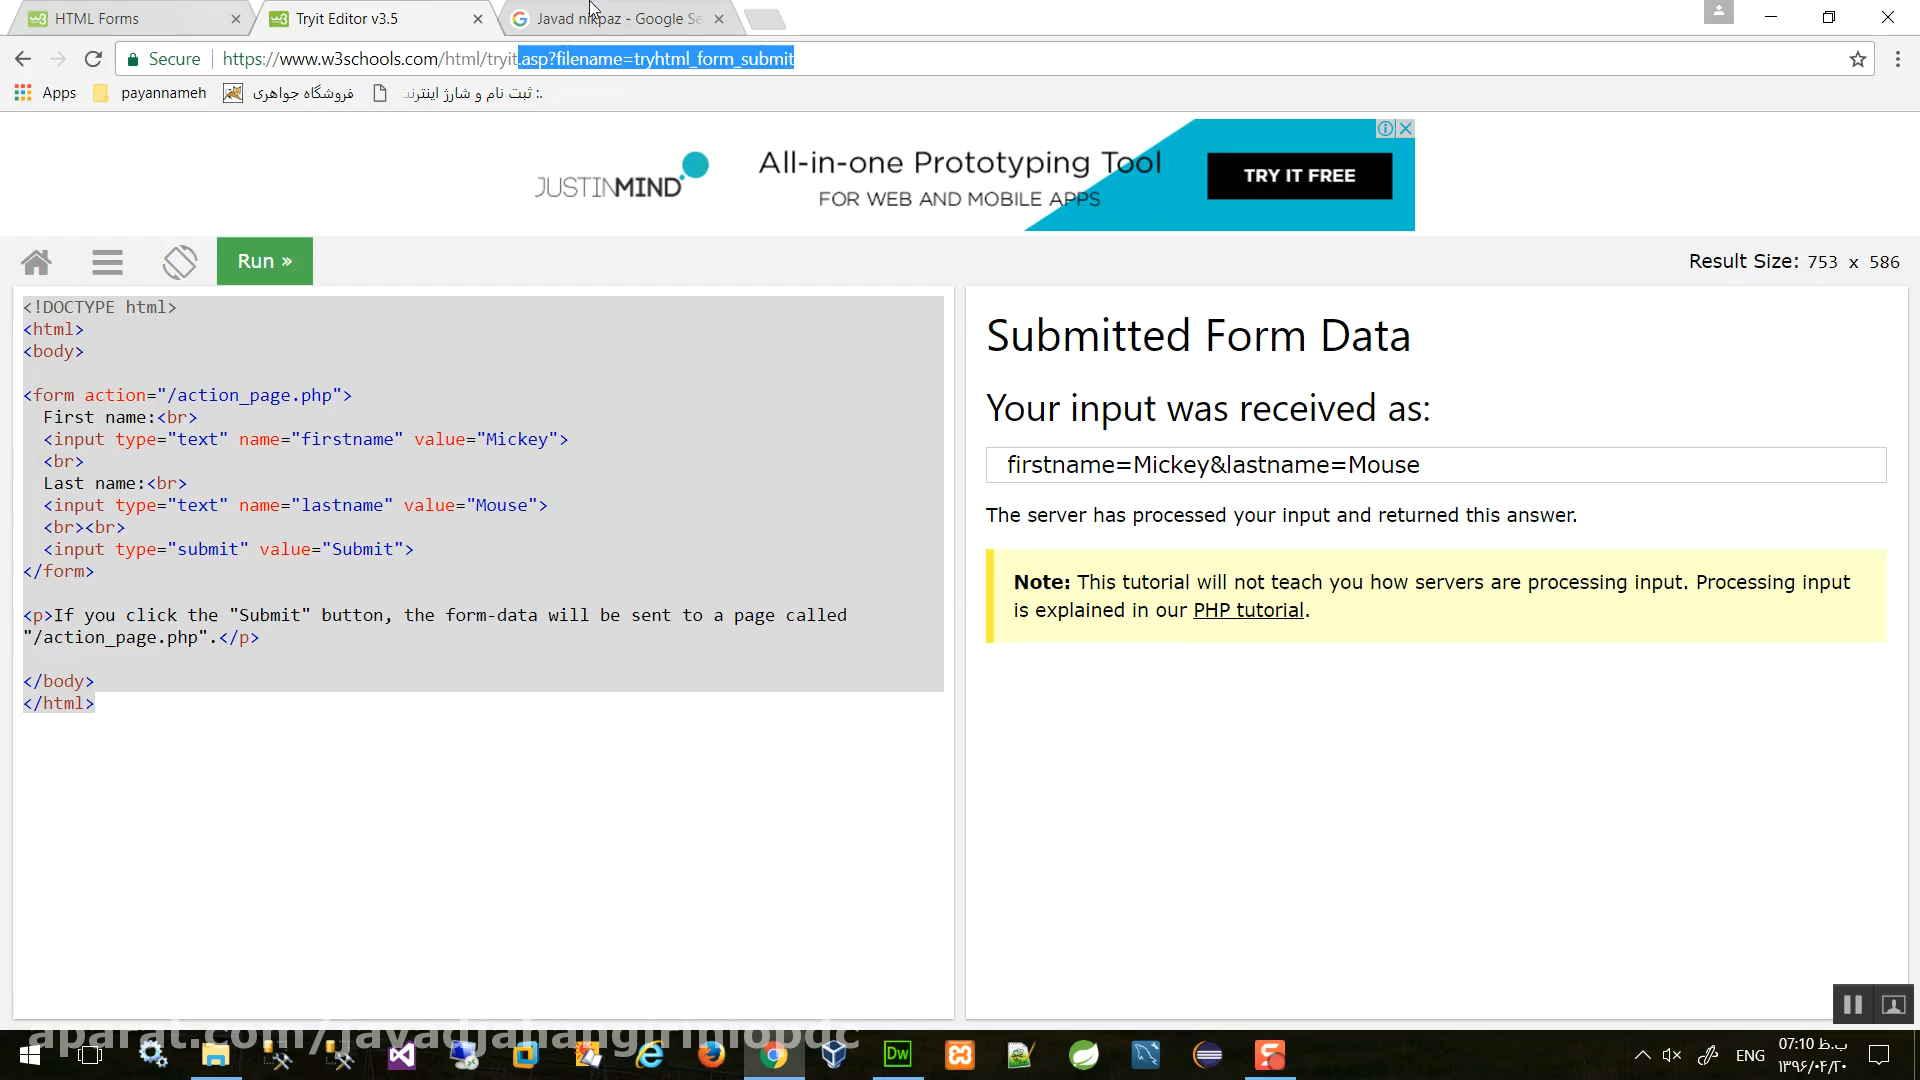 HTML Forms
Tryit Editor v3.5
Javad nikpaz - Google Se
Secure
https://www.w3schools.com/html/tryit.asp?filename=tryhtml_form_submit
Apps
payannameh
فروشگاه جواهری
ثبت نام و شارژ اینترنت :.
JUSTINMIND
All-in-one Prototyping Tool
FOR WEB AND MOBILE APPS
TRY IT FREE
Run »
Result Size: 753 x 586
<!DOCTYPE html>
<html>
<body>
<form action="/action_page.php">
First name:<br>
<input type="text" name="firstname" value="Mickey">
<br>
Last name:<br>
<input type="text" name="lastname" value="Mouse">
<br><br>
<input type="submit" value="Submit">
</form>
<p>If you click the "Submit" button, the form-data will be sent to a page called
"/action_page.php".</p>
</body>
</html>
Submitted Form Data
Your input was received as:
firstname=Mickey&lastname=Mouse
The server has processed your input and returned this answer.
Note: This tutorial will not teach you how servers are processing input. Processing input
is explained in our PHP tutorial.
Dw
ENG
07:10 ب.ظ
۱۳۹۶/۰۴/۲۰